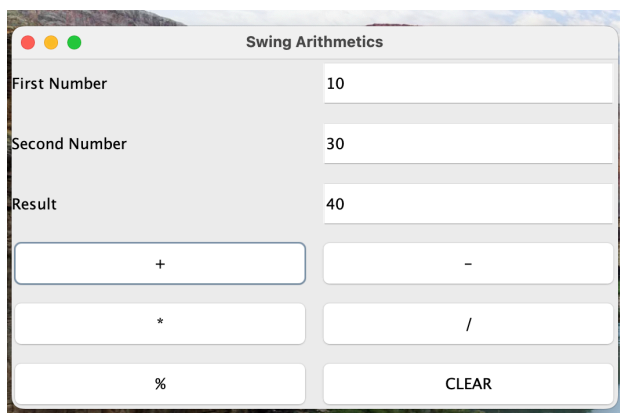 Swing Arithmetics
First Number 10
Second Number 30
Result 40
+ -
* /
% CLEAR